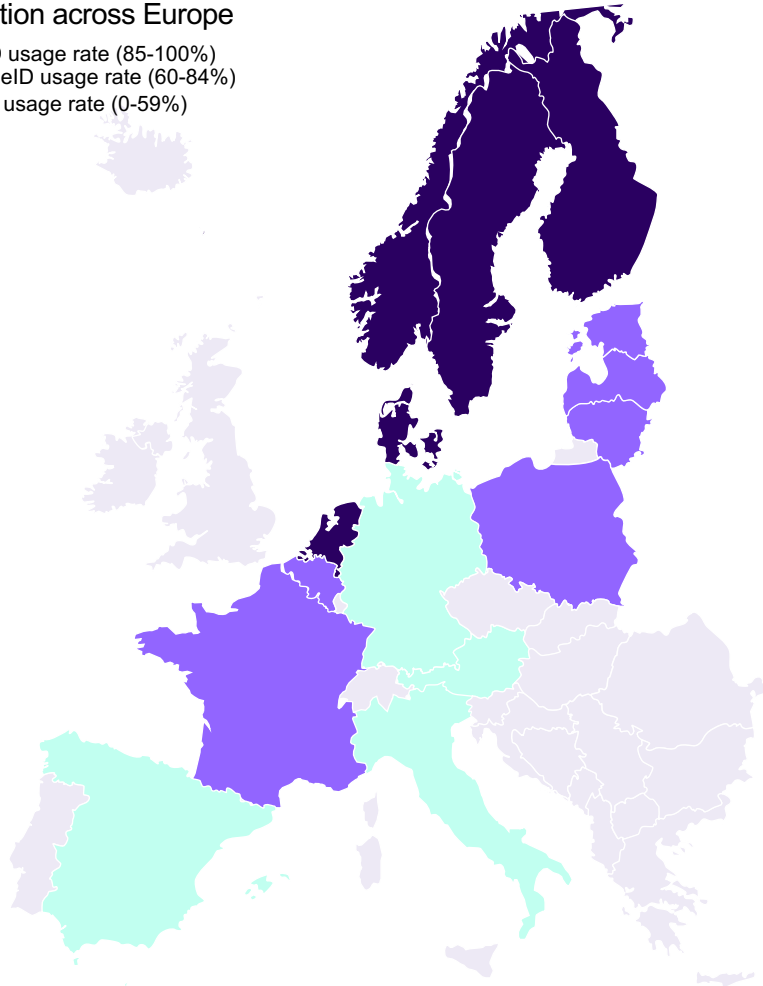 tion across Europe
usage rate (85-100%)
eID usage rate (60-84%)
usage rate (0-59%)